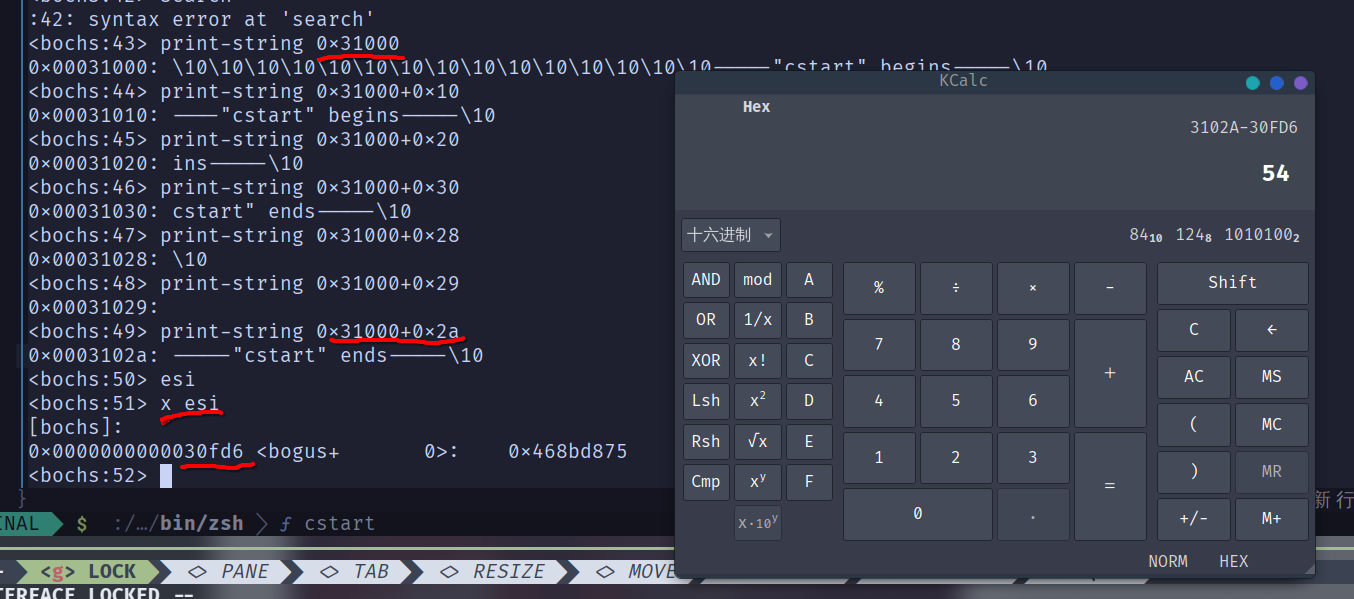 :42: syntax error at 'search'
<bochs:43> print-string 0×31000
0×00031000: \10\10\10\10\10\10\10\10\10\10\10\10\10\10\10-----"cstart" begins-----\10
<bochs:44> print-string 0×31000+0×10
0×00031010: ----"cstart" begins-----\10
<bochs:45> print-string 0×31000+0×20
0×00031020: ins-----\10
<bochs:46> print-string 0×31000+0×30
0×00031030: cstart" ends-----\10
<bochs:47> print-string 0×31000+0×28
0×00031028: \10
<bochs:48> print-string 0×31000+0×29
0×00031029:
<bochs:49> print-string 0×31000+0×2a
0×0003102a: -----"cstart" ends-----\10
<bochs:50> esi
<bochs:51> x esi
[bochs]:
0×0000000000030fd6 <bogus+ 0>: 0×468bd875
<bochs:52>
}
NAL $ :/…/bin/zsh ƒ cstart
新行
<g> LOCK <> PANE <> TAB <> RESIZE <> MOVE
TERFACE LOCKED --
KCalc
Hex
3102A-30FD6
54
十六进制
84₁₀ 124₈ 1010100₂
AND mod A % ÷ × − Shift
OR 1/x B C ←
XOR x! C 7 8 9 + AC MS
Lsh x² D 4 5 6 ( MC
Rsh √x E 1 2 3 = ) MR
Cmp xʸ F 0 . +/- M+
X·10ʸ
NORM HEX